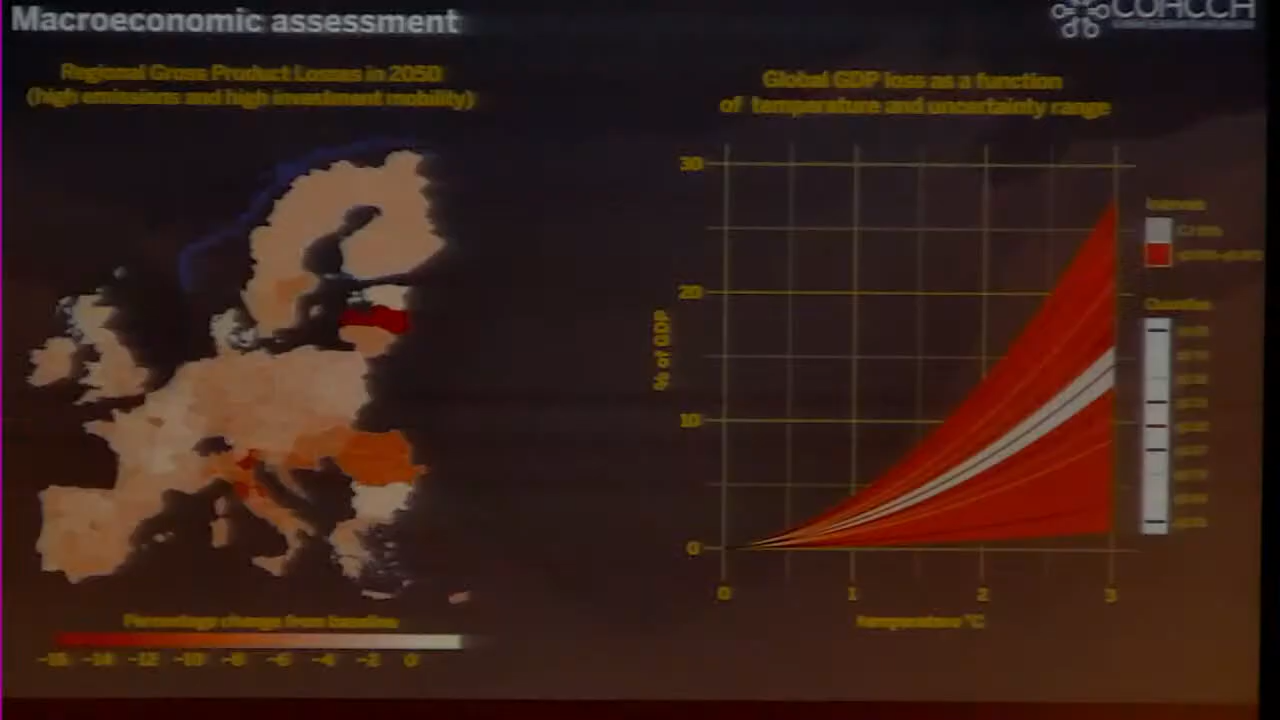 Macroeconomic assessment
COACCH
Regional Gross Product Losses in 2050
(high emissions and high investment mobility)
Percentage change from baseline
-16 -14 -12 -10 -8 -6 -4 -2 0
Global GDP loss as a function
of temperature and uncertainty range
% of GDP
30
20
10
0
0 1 2 3
Temperature °C